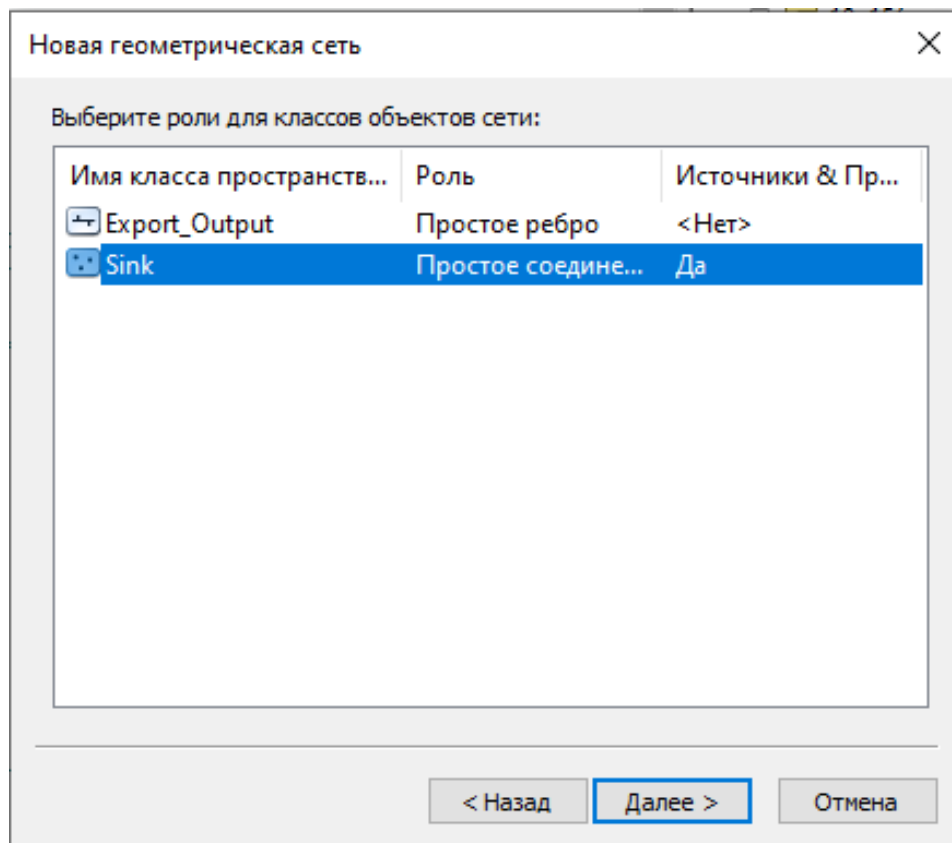 Новая геометрическая сеть
Выберите роли для классов объектов сети:
Имя класса пространств... Роль Источники & Пр...
Export_Output Простое ребро <Нет>
Sink Простое соедине... Да
< Назад Далее > Отмена